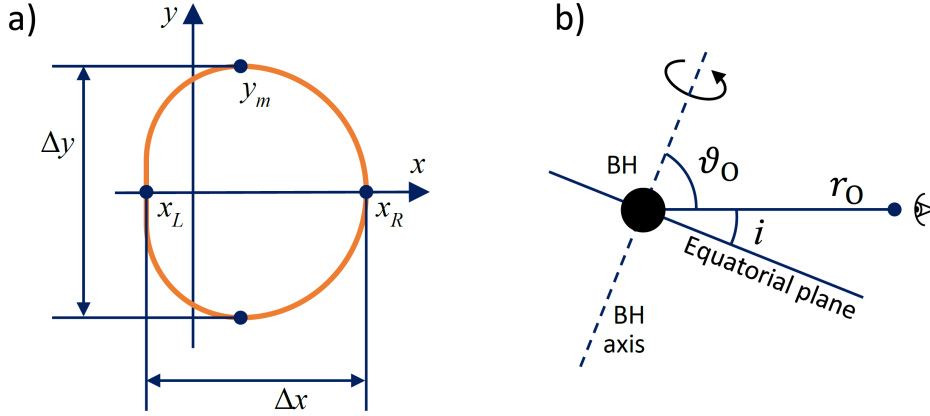 a)
y
y_m
Δy
x
x_L
x_R
Δx
b)
BH
ϑ_O
r_O
i
Equatorial plane
BH
axis